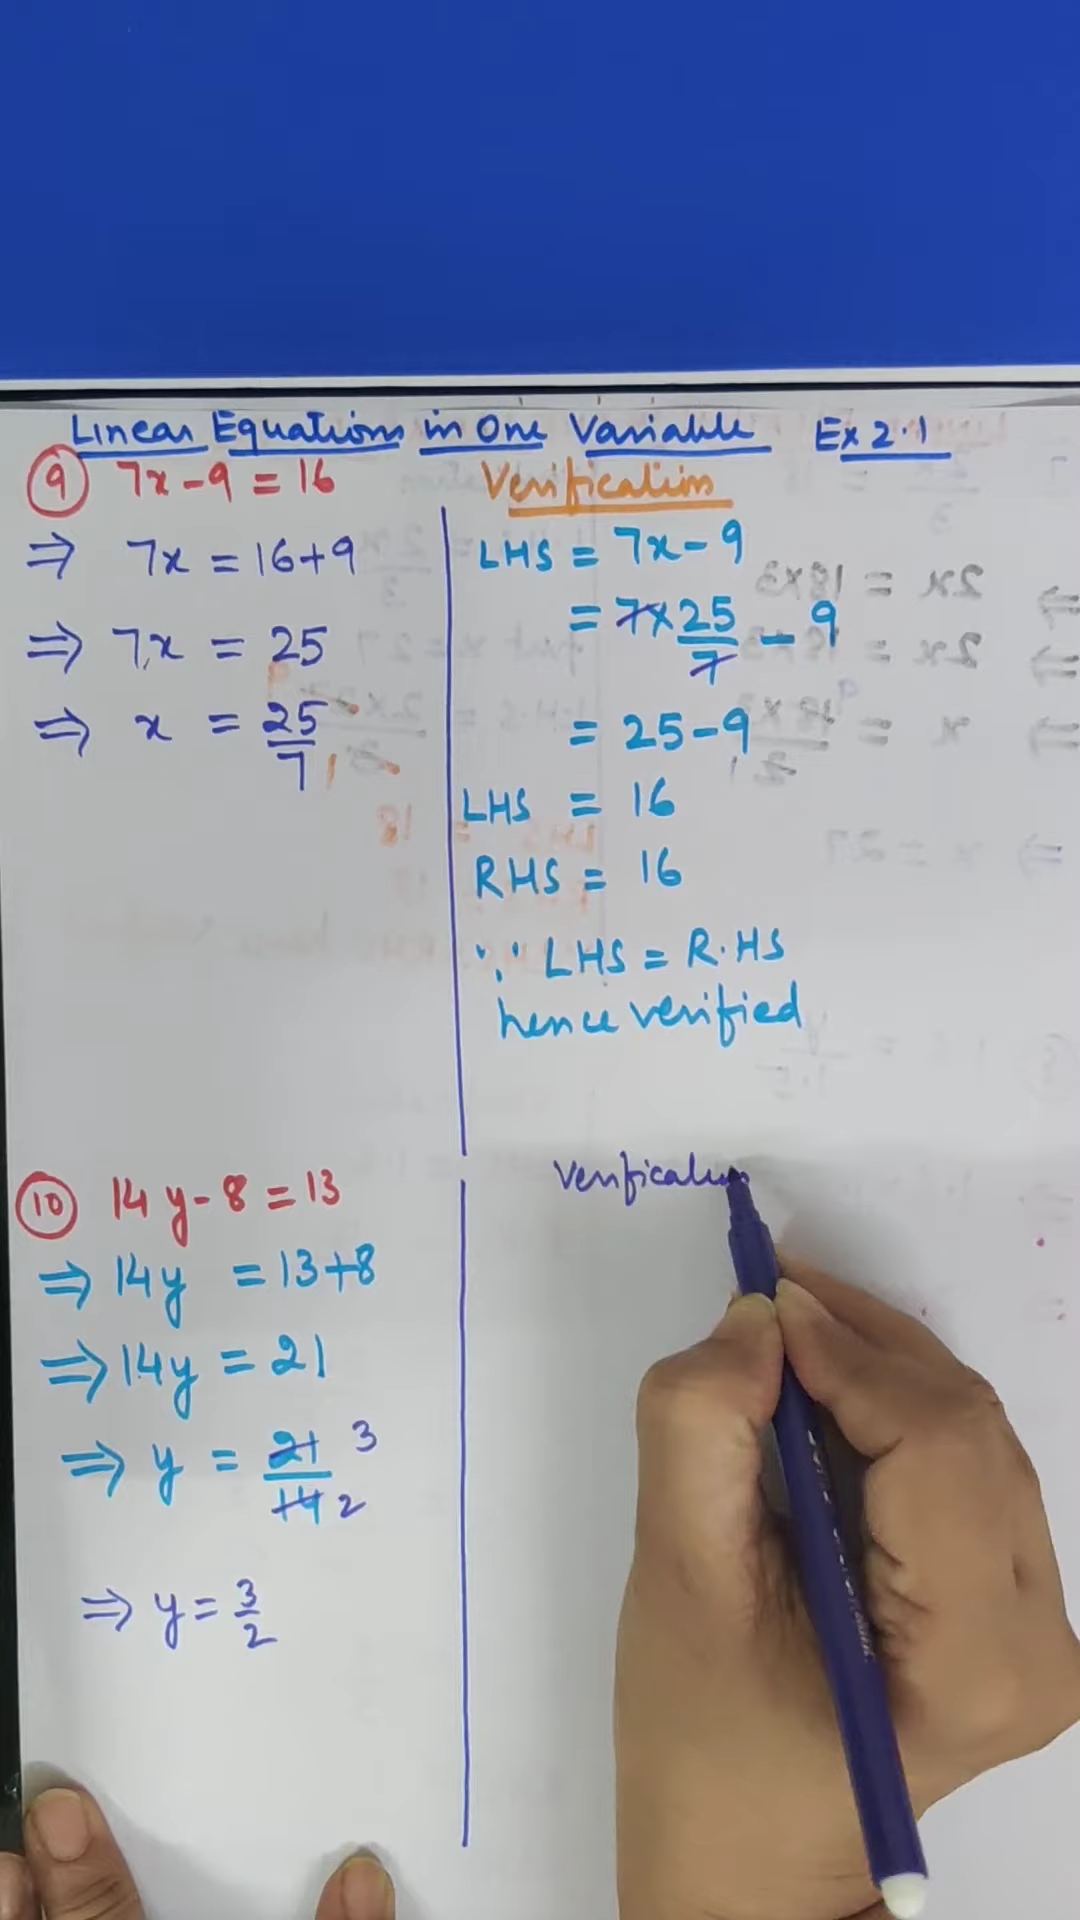 Linear Equations in One Variable Ex 2.1
⑨ 7x - 9 = 16
⇒ 7x = 16 + 9
⇒ 7x = 25
⇒ x = 25/7
Verification
LHS = 7x - 9
= 7 × 25/7 - 9
= 25 - 9
LHS = 16
RHS = 16
∵ LHS = R.HS
hence verified
⑩ 14y - 8 = 13
⇒ 14y = 13 + 8
⇒ 14y = 21
⇒ y = 21/14 3 2
⇒ y = 3/2